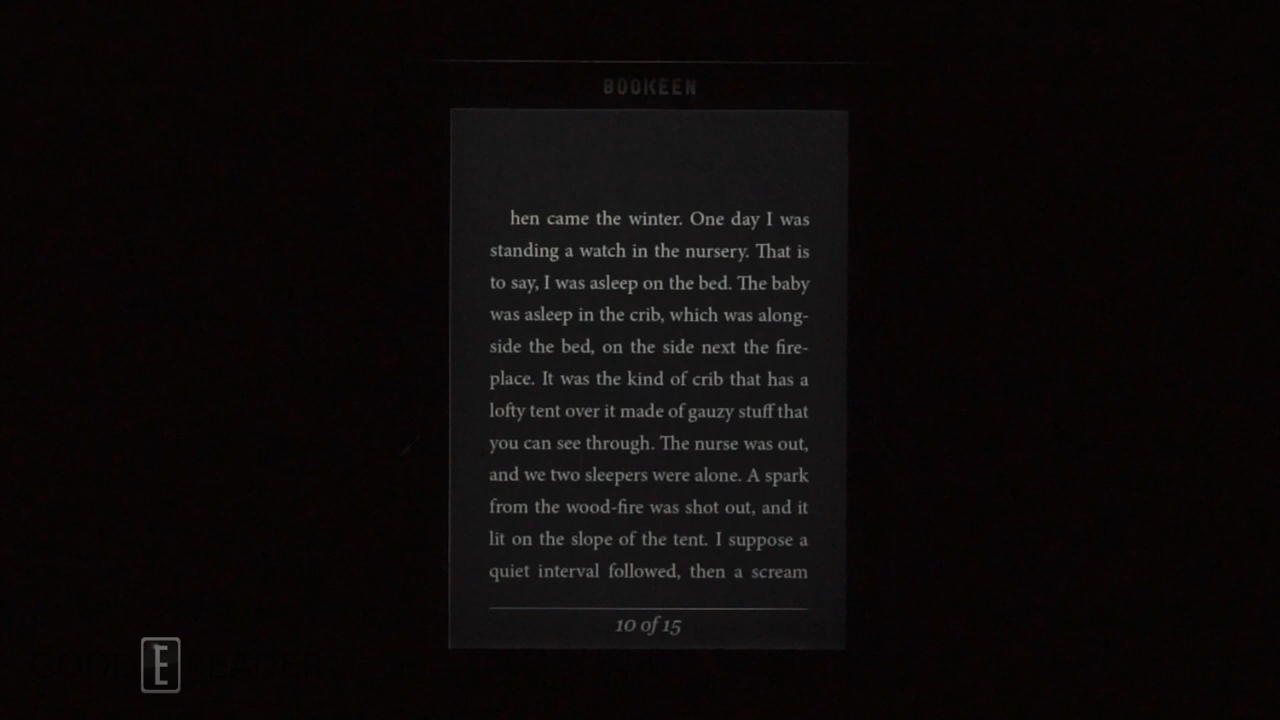 BOOKEEN
hen came the winter. One day I was
standing a watch in the nursery. That is
to say, I was asleep on the bed. The baby
was asleep in the crib, which was along-
side the bed, on the side next the fire-
place. It was the kind of crib that has a
lofty tent over it made of gauzy stuff that
you can see through. The nurse was out,
and we two sleepers were alone. A spark
from the wood-fire was shot out, and it
lit on the slope of the tent. I suppose a
quiet interval followed, then a scream
10 of 15
GOOD E READER